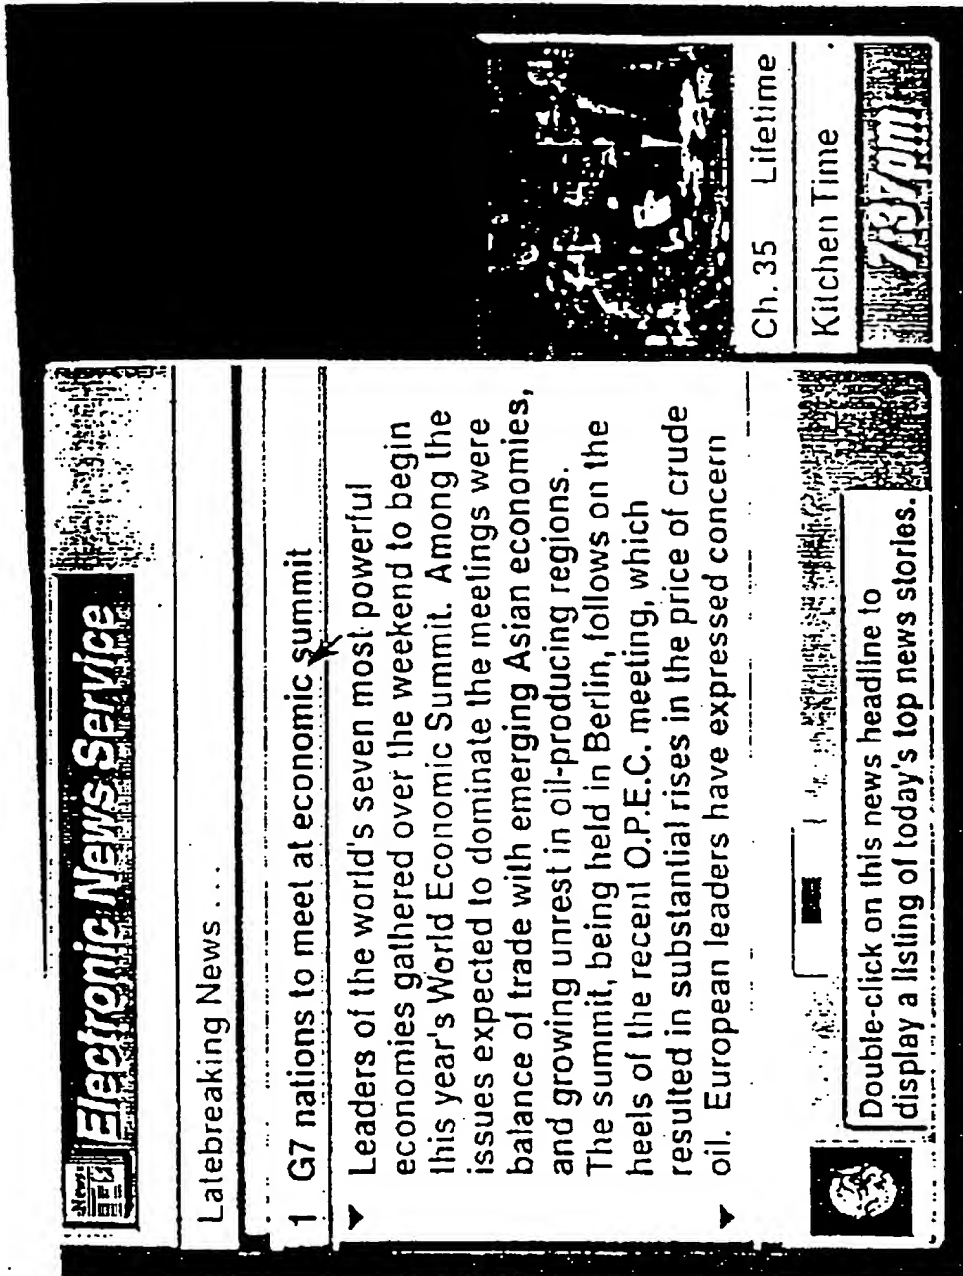 News
Electronic News Service
Latebreaking News . . .
1 G7 nations to meet at economic summit
Leaders of the world's seven most powerful
economies gathered over the weekend to begin
this year's World Economic Summit. Among the
issues expected to dominate the meetings were
balance of trade with emerging Asian economies,
and growing unrest in oil-producing regions.
The summit, being held in Berlin, follows on the
heels of the recent O.P.E.C. meeting, which
resulted in substantial rises in the price of crude
oil. European leaders have expressed concern
Double-click on this news headline to
display a listing of today's top news stories.
Ch. 35 Lifetime
Kitchen Time
7:37pm